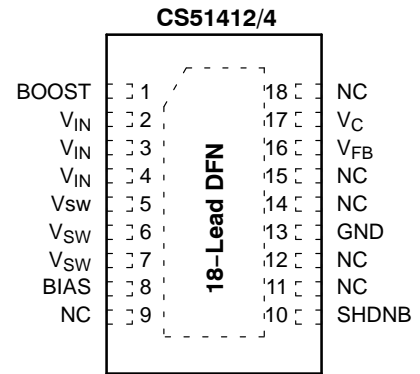 CS51412/4
BOOST 1 18 NC
VIN 2 17 VC
VIN 3 16 VFB
VIN 4 15 NC
Vsw 5 14 NC
VSW 6 13 GND
VSW 7 12 NC
BIAS 8 11 NC
NC 9 10 SHDNB
18−Lead DFN